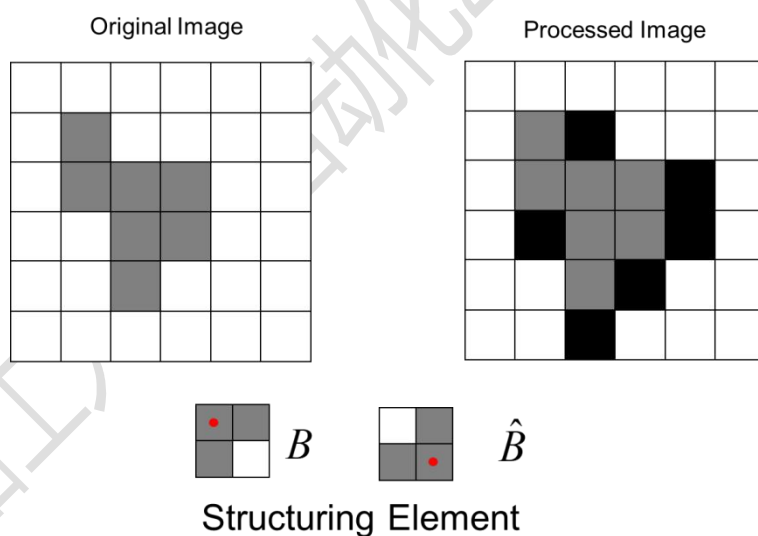 Original Image
Processed Image
B
B̂
Structuring Element